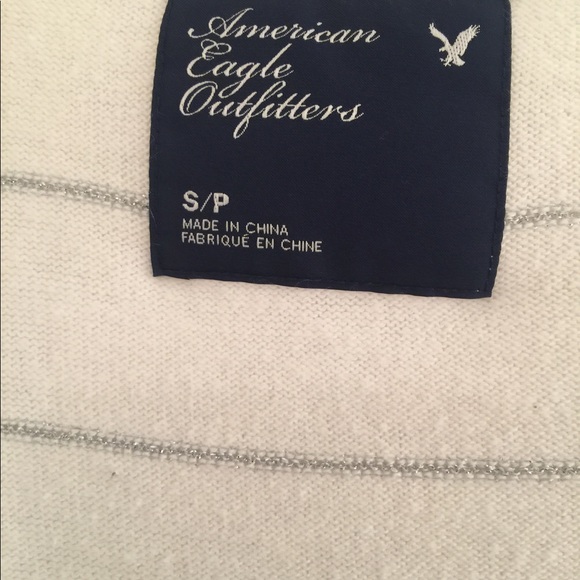 American
Eagle
Outfitters
S/P
MADE IN CHINA
FABRIQUÉ EN CHINE